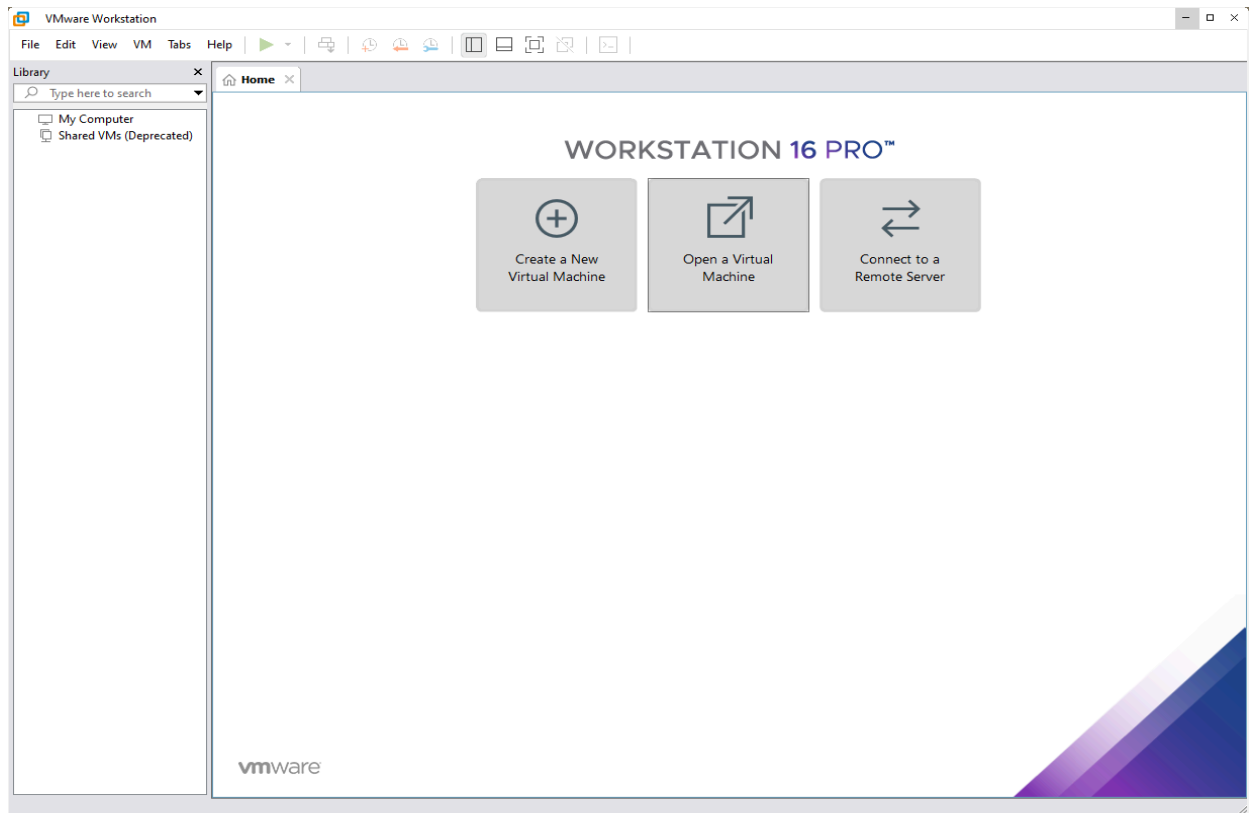 VMware Workstation
File Edit View VM Tabs Help
Library
Type here to search
My Computer
Shared VMs (Deprecated)
Home
WORKSTATION 16 PRO™
Create a New
Virtual Machine
Open a Virtual
Machine
Connect to a
Remote Server
vmware